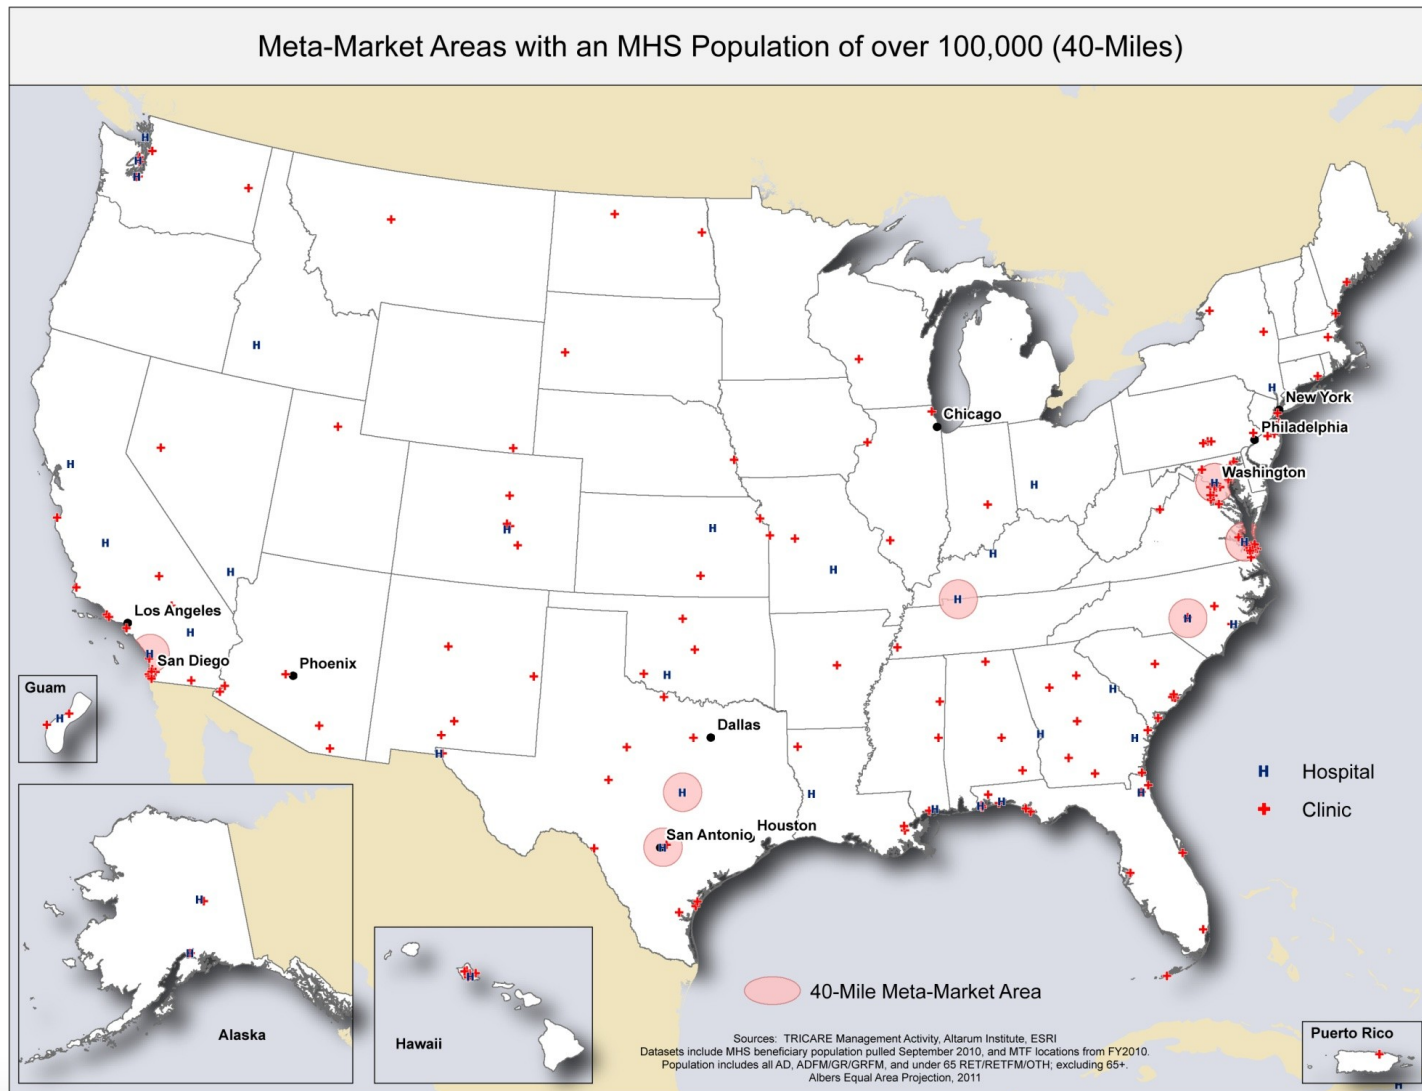 Meta-Market Areas with an MHS Population of over 100,000 (40-Miles)
Chicago
New York
Philadelphia
Washington
Los Angeles
San Diego
Phoenix
Guam
Dallas
Hospital
Clinic
San Antonio
Houston
40-Mile Meta-Market Area
Alaska
Hawaii
Puerto Rico
Sources: TRICARE Management Activity, Altarum Institute, ESRI
Datasets include MHS beneficiary population pulled September 2010, and MTF locations from FY2010.
Population includes all AD, ADFM/GR/GRFM, and under 65 RET/RETFM/OTH; excluding 65+.
Albers Equal Area Projection, 2011